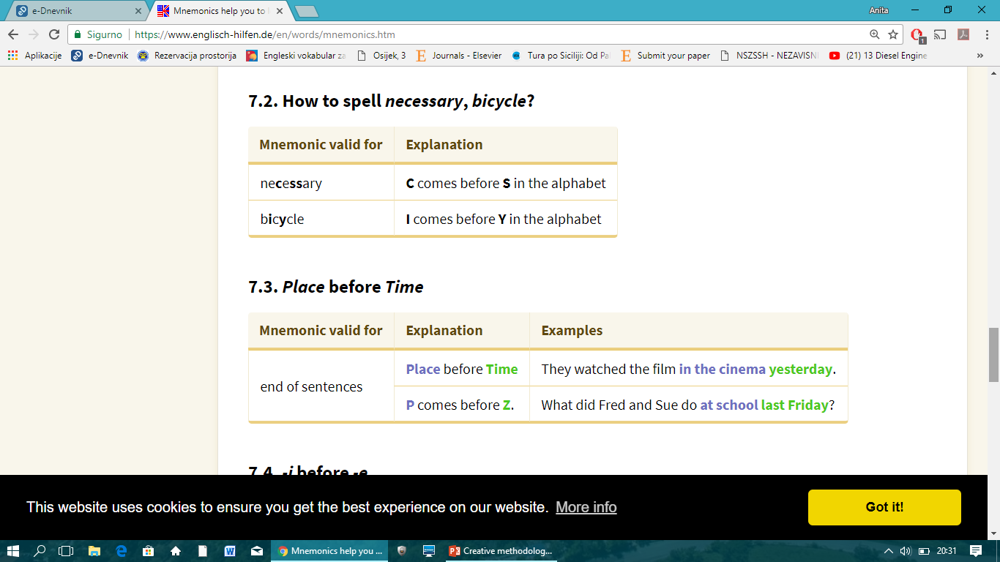 e-Dnevnik
Mnemonics help you to
Anita
Sigurno https://www.englisch-hilfen.de/en/words/mnemonics.htm
Aplikacije e-Dnevnik Rezervacija prostorija Engleski vokabular za Osijek, 3 Journals - Elsevier Tura po Siciliji: Od Pa Submit your paper NSZSSH - NEZAVISNI (21) 13 Diesel Engine »
7.2. How to spell necessary, bicycle?
Mnemonic valid for Explanation
necessary C comes before S in the alphabet
bicycle I comes before Y in the alphabet
7.3. Place before Time
Mnemonic valid for Explanation Examples
end of sentences
Place before Time They watched the film in the cinema yesterday.
P comes before Z. What did Fred and Sue do at school last Friday?
7.4. -i before -e
This website uses cookies to ensure you get the best experience on our website. More info
Got it!
Mnemonics help you ... Creative methodolog... 20:31